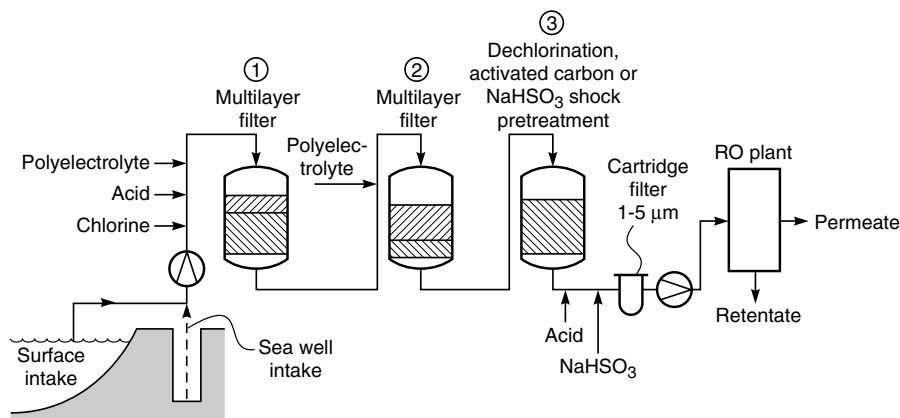 ③
Dechlorination,
activated carbon or
NaHSO₃ shock
pretreatment
①
Multilayer
filter
②
Multilayer
filter
Polyelec-
trolyte
Polyelectrolyte
Acid
Chlorine
Cartridge
filter
1-5 μm
RO plant
Permeate
Retentate
Acid
NaHSO₃
Surface
intake
Sea well
intake